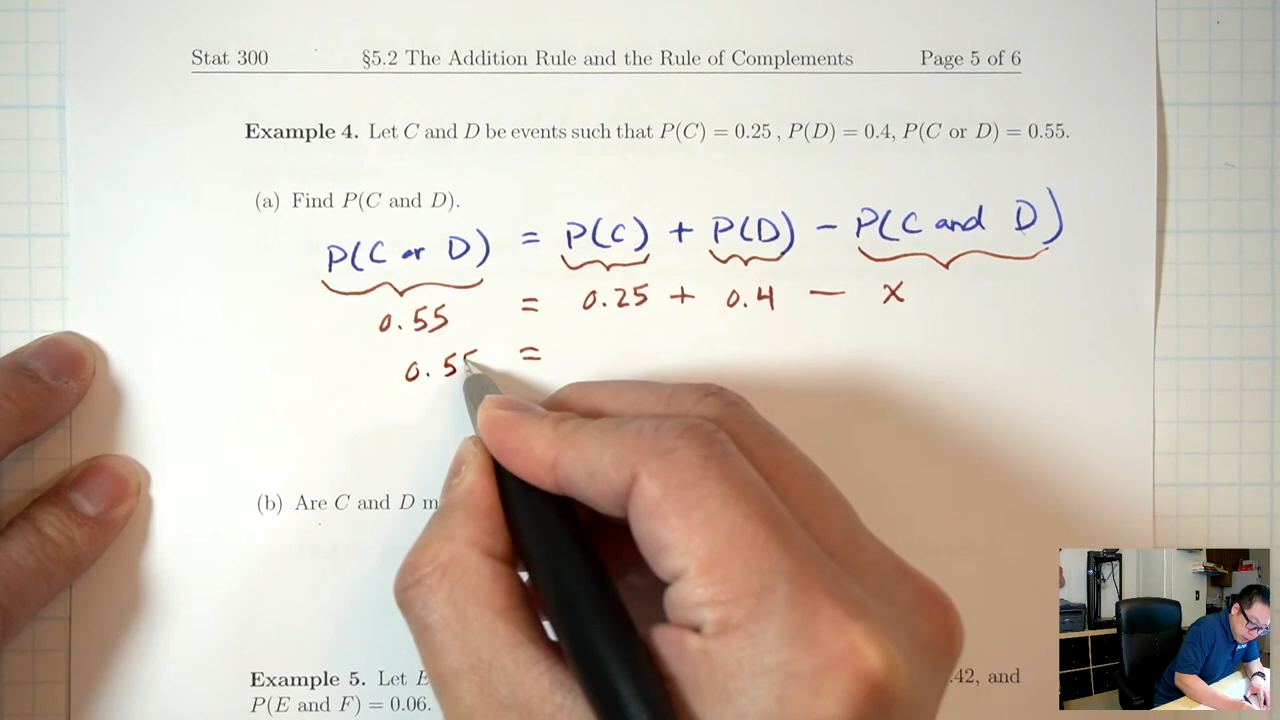 Stat 300 §5.2 The Addition Rule and the Rule of Complements Page 5 of 6
Example 4. Let C and D be events such that P(C) = 0.25 , P(D) = 0.4, P(C or D) = 0.55.
(a) Find P(C and D).
P(C or D) = P(C) + P(D) − P(C and D)
0.55 = 0.25 + 0.4 − x
0.55 =
(b) Are C and D m
Example 5. Let E .42, and
P(E and F) = 0.06.